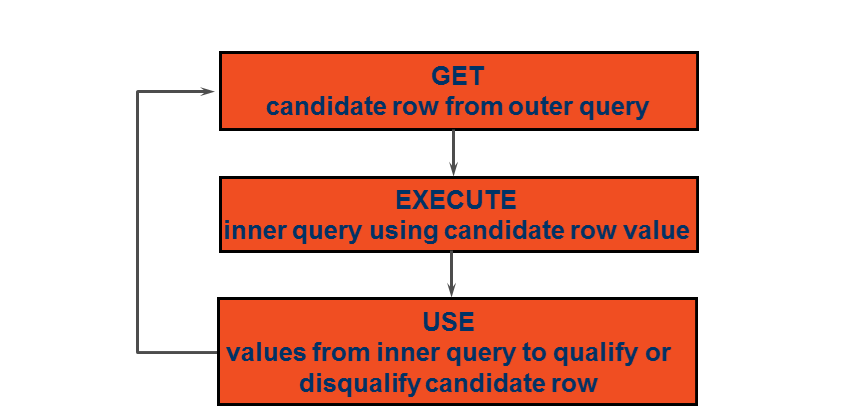 GET
candidate row from outer query
EXECUTE
inner query using candidate row value
USE
values from inner query to qualify or
disqualify candidate row